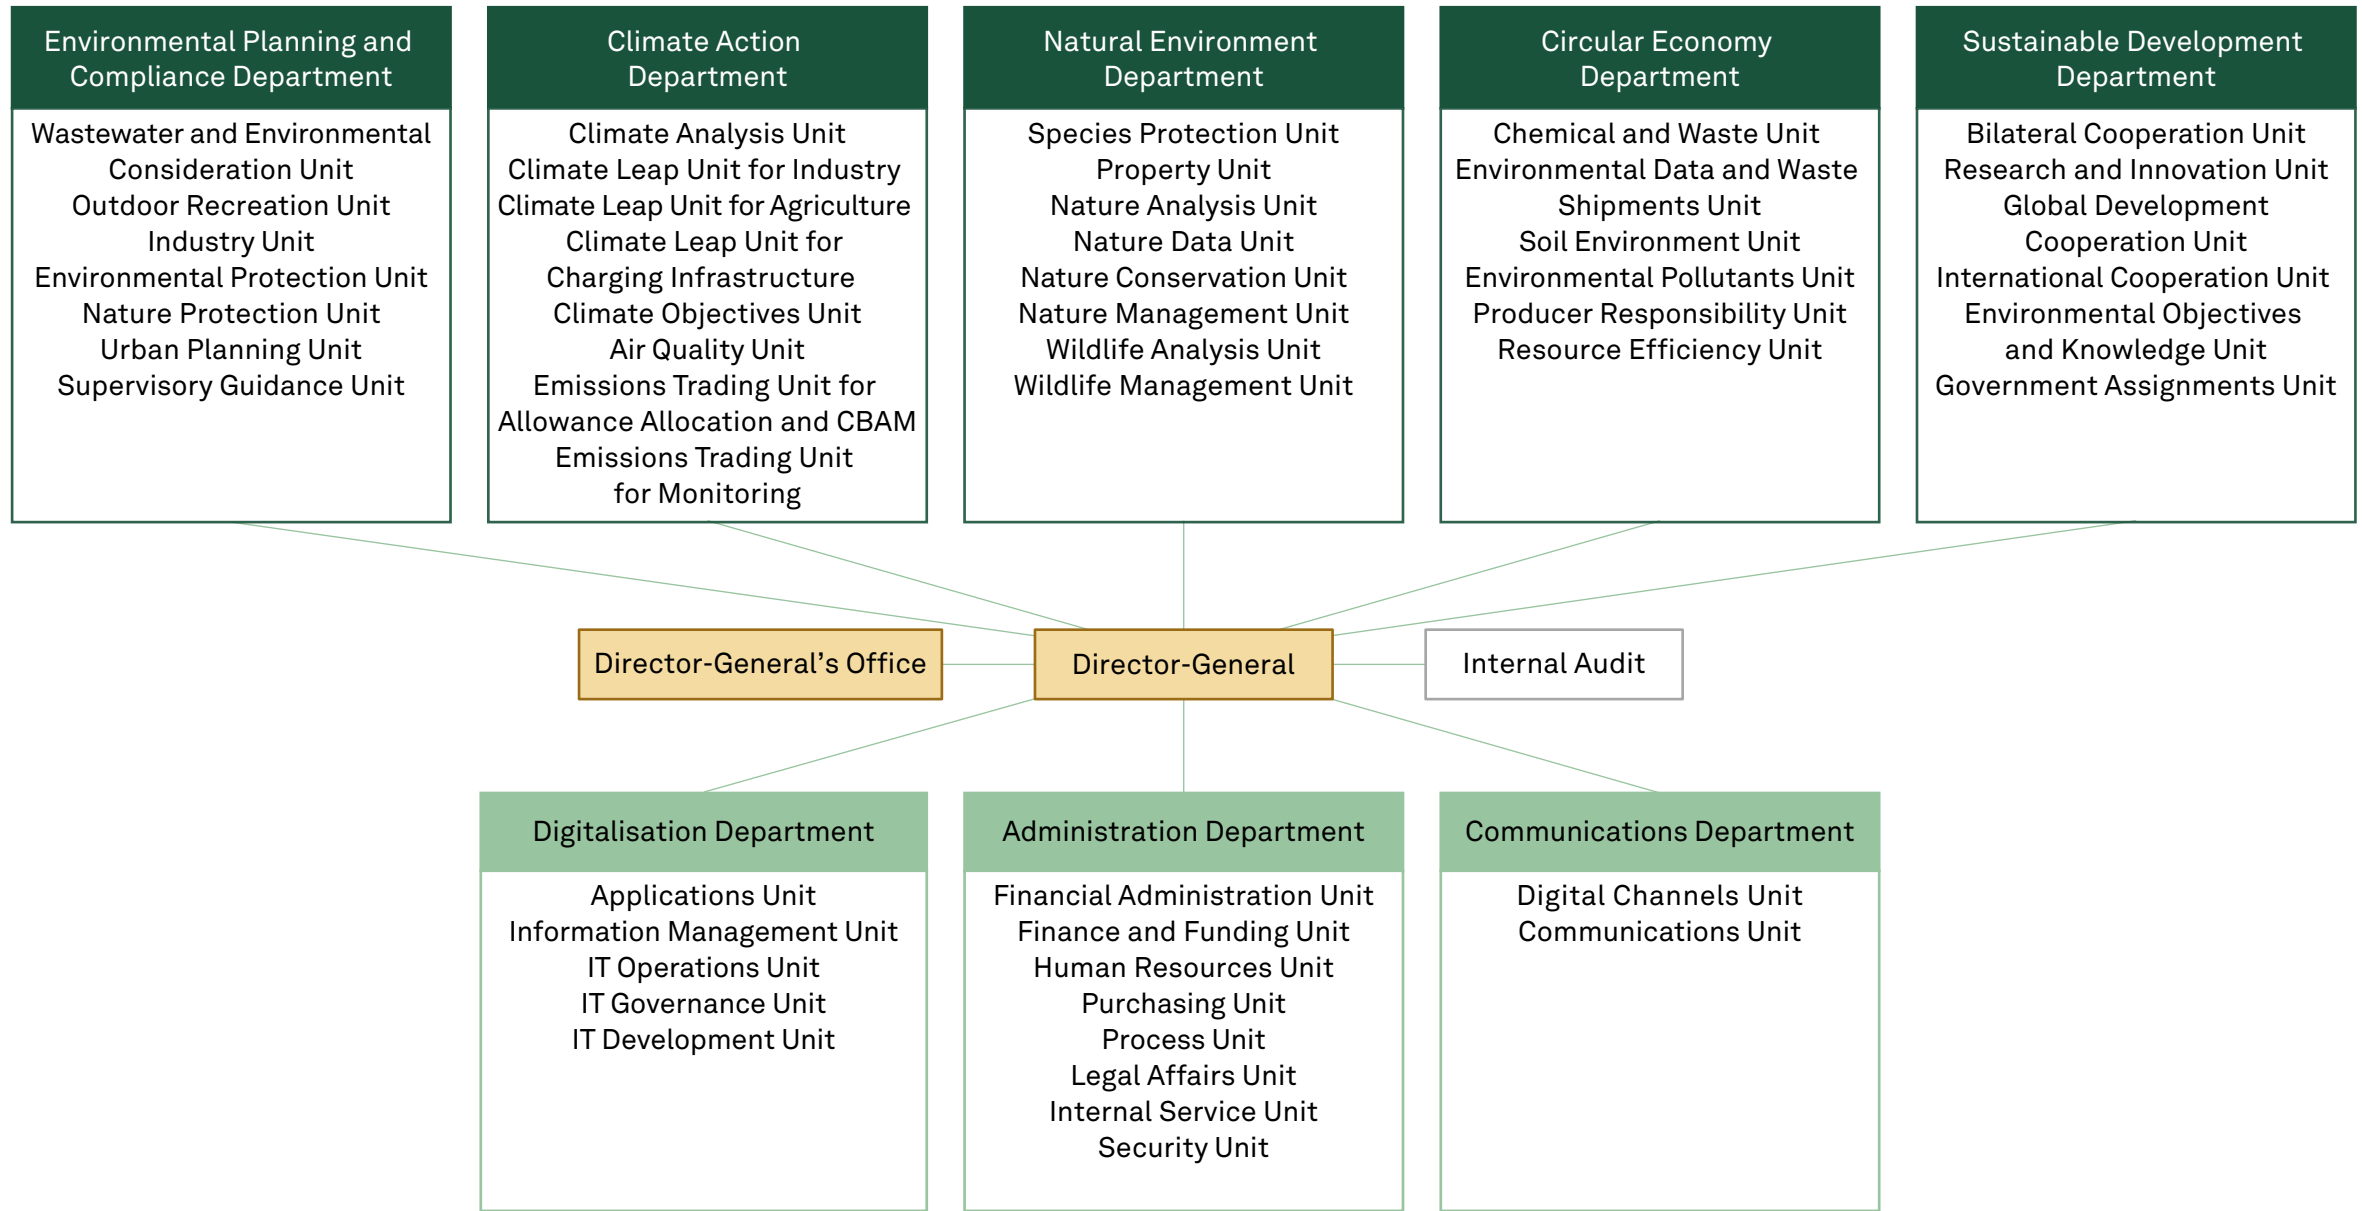 Environmental Planning and
Compliance Department
Wastewater and Environmental
Consideration Unit
Outdoor Recreation Unit
Industry Unit
Environmental Protection Unit
Nature Protection Unit
Urban Planning Unit
Supervisory Guidance Unit
Climate Action
Department
Climate Analysis Unit
Climate Leap Unit for Industry
Climate Leap Unit for Agriculture
Climate Leap Unit for
Charging Infrastructure
Climate Objectives Unit
Air Quality Unit
Emissions Trading Unit for
Allowance Allocation and CBAM
Emissions Trading Unit
for Monitoring
Natural Environment
Department
Species Protection Unit
Property Unit
Nature Analysis Unit
Nature Data Unit
Nature Conservation Unit
Nature Management Unit
Wildlife Analysis Unit
Wildlife Management Unit
Circular Economy
Department
Chemical and Waste Unit
Environmental Data and Waste
Shipments Unit
Soil Environment Unit
Environmental Pollutants Unit
Producer Responsibility Unit
Resource Efficiency Unit
Sustainable Development
Department
Bilateral Cooperation Unit
Research and Innovation Unit
Global Development
Cooperation Unit
International Cooperation Unit
Environmental Objectives
and Knowledge Unit
Government Assignments Unit
Director-General’s Office
Director-General
Internal Audit
Digitalisation Department
Applications Unit
Information Management Unit
IT Operations Unit
IT Governance Unit
IT Development Unit
Administration Department
Financial Administration Unit
Finance and Funding Unit
Human Resources Unit
Purchasing Unit
Process Unit
Legal Affairs Unit
Internal Service Unit
Security Unit
Communications Department
Digital Channels Unit
Communications Unit